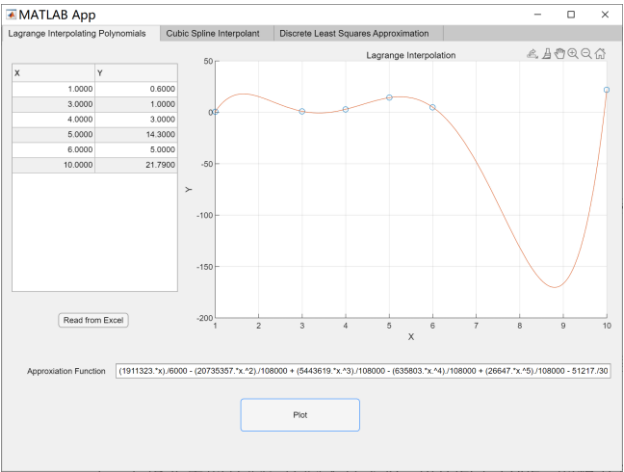 MATLAB App
Lagrange Interpolating Polynomials Cubic Spline Interpolant Discrete Least Squares Approximation
X Y
1.0000 0.6000
3.0000 1.0000
4.0000 3.0000
5.0000 14.3000
6.0000 5.0000
10.0000 21.7900
Read from Excel
Lagrange Interpolation
50
0
-50
-100
-150
-200
Y
1 2 3 4 5 6 7 8 9 10
X
Approxiation Function (1911323.*x)./6000 - (20735357.*x.^2)./108000 + (5443619.*x.^3)./108000 - (635803.*x.^4)./108000 + (26647.*x.^5)./108000 - 51217./30
Plot